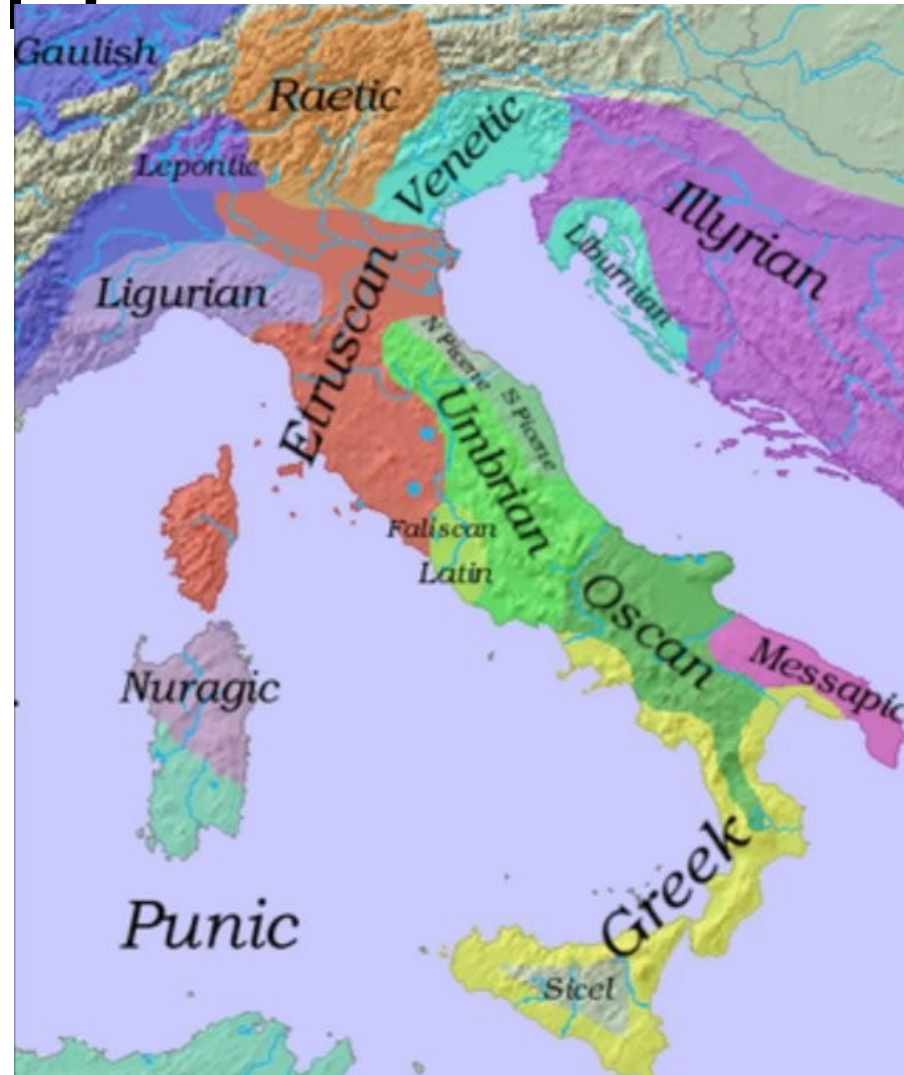 Gaulish
Raetic
Lepontic
Venetic
Illyrian
Liburnian
Ligurian
Etruscan
N Picene
S Picene
Umbrian
Faliscan
Latin
Oscan
Messapic
Nuragic
Greek
Punic
Sicel